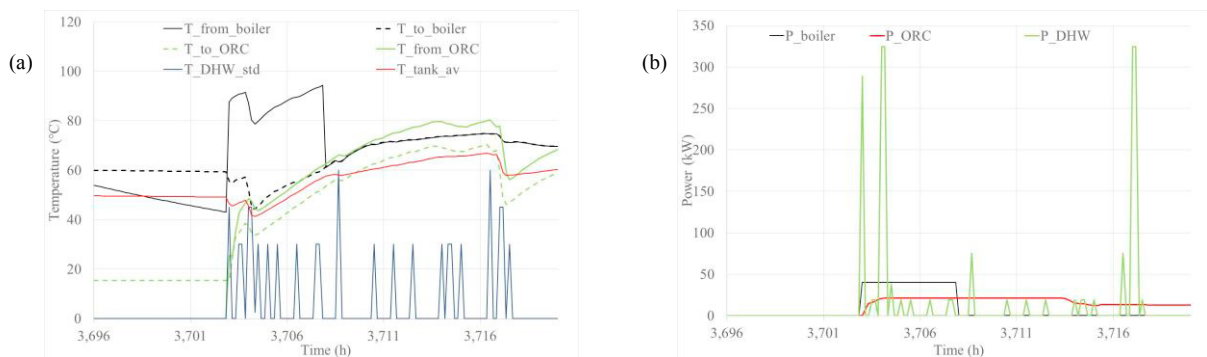 (a)
T_from_boiler T_to_boiler
T_to_ORC T_from_ORC
T_DHW_std T_tank_av
Temperature (°C)
120
100
80
60
40
20
0
3,696 3,701 3,706 3,711 3,716
Time (h)
(b)
P_boiler P_ORC P_DHW
Power (kW)
350
300
250
200
150
100
50
0
3,696 3,701 3,706 3,711 3,716
Time (h)